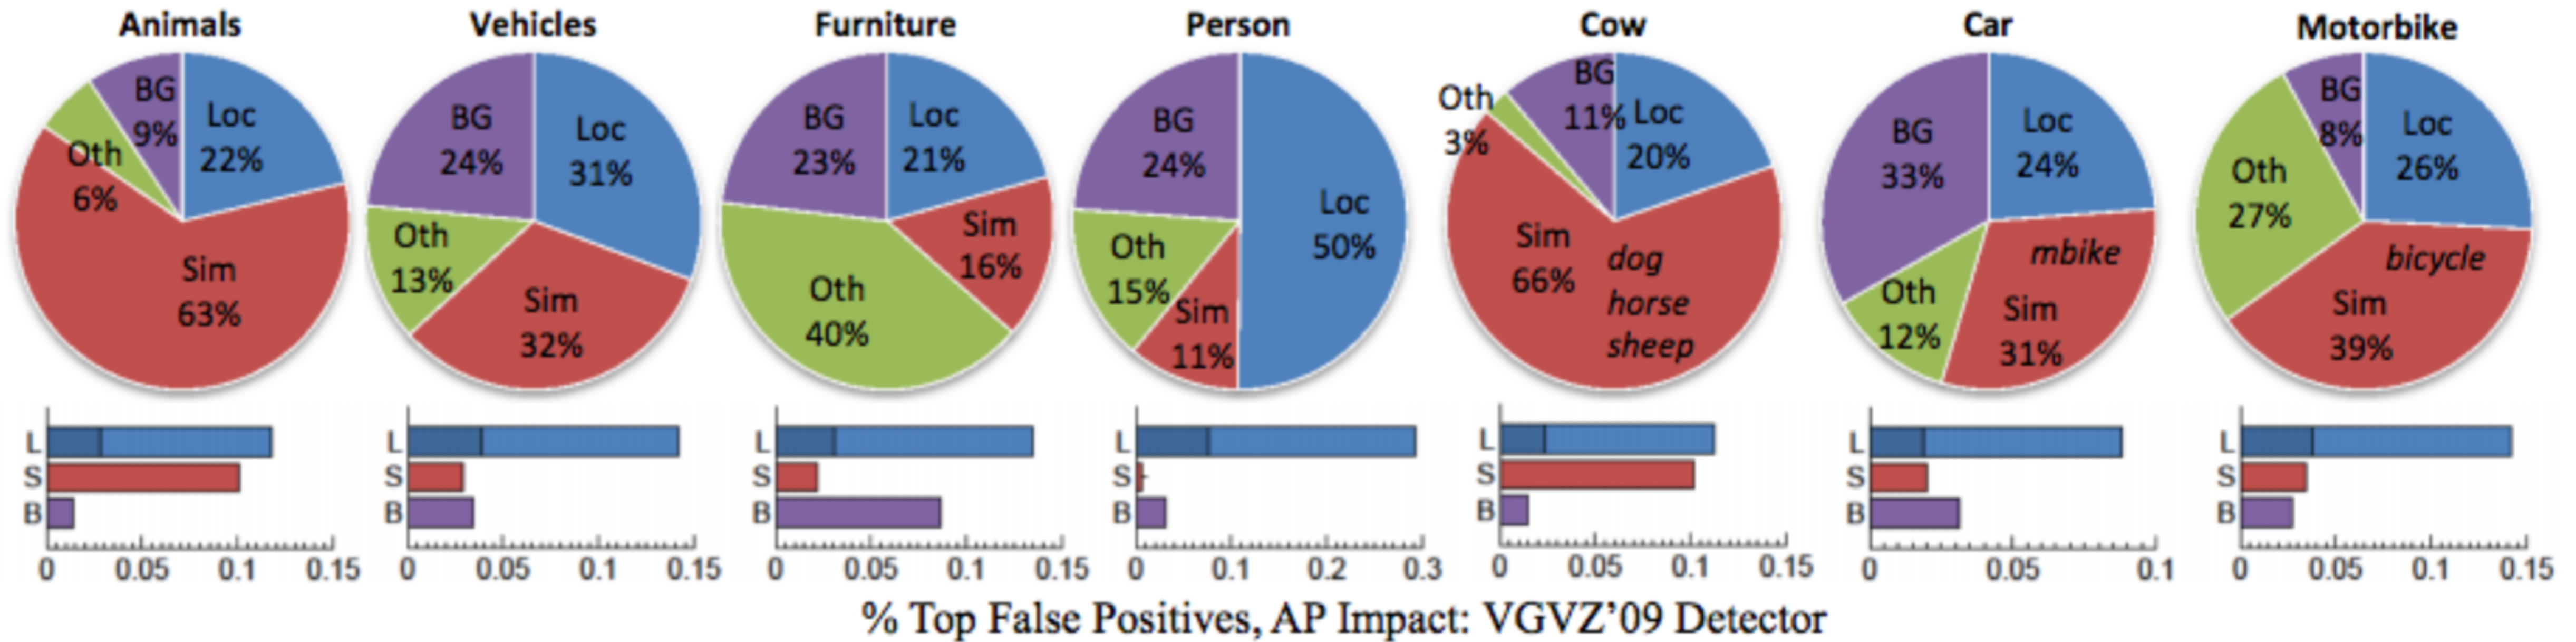 Animals
BG
9%
Loc
22%
Oth
6%
Sim
63%
L
S
B
0 0.05 0.1 0.15
Vehicles
BG
24%
Loc
31%
Oth
13%
Sim
32%
L
S
B
0 0.05 0.1 0.15
Furniture
BG
23%
Loc
21%
Sim
16%
Oth
40%
L
S
B
0 0.05 0.1 0.15
Person
BG
24%
Loc
50%
Oth
15%
Sim
11%
L
S
B
0 0.1 0.2 0.3
Cow
BG
11%
Oth
3%
Loc
20%
Sim
66%
dog
horse
sheep
L
S
B
0 0.05 0.1 0.15
Car
BG
33%
Loc
24%
mbike
Oth
12%
Sim
31%
L
S
B
0 0.05 0.1
Motorbike
BG
8%
Loc
26%
Oth
27%
bicycle
Sim
39%
L
S
B
0 0.05 0.1 0.15
% Top False Positives, AP Impact: VGVZ’09 Detector